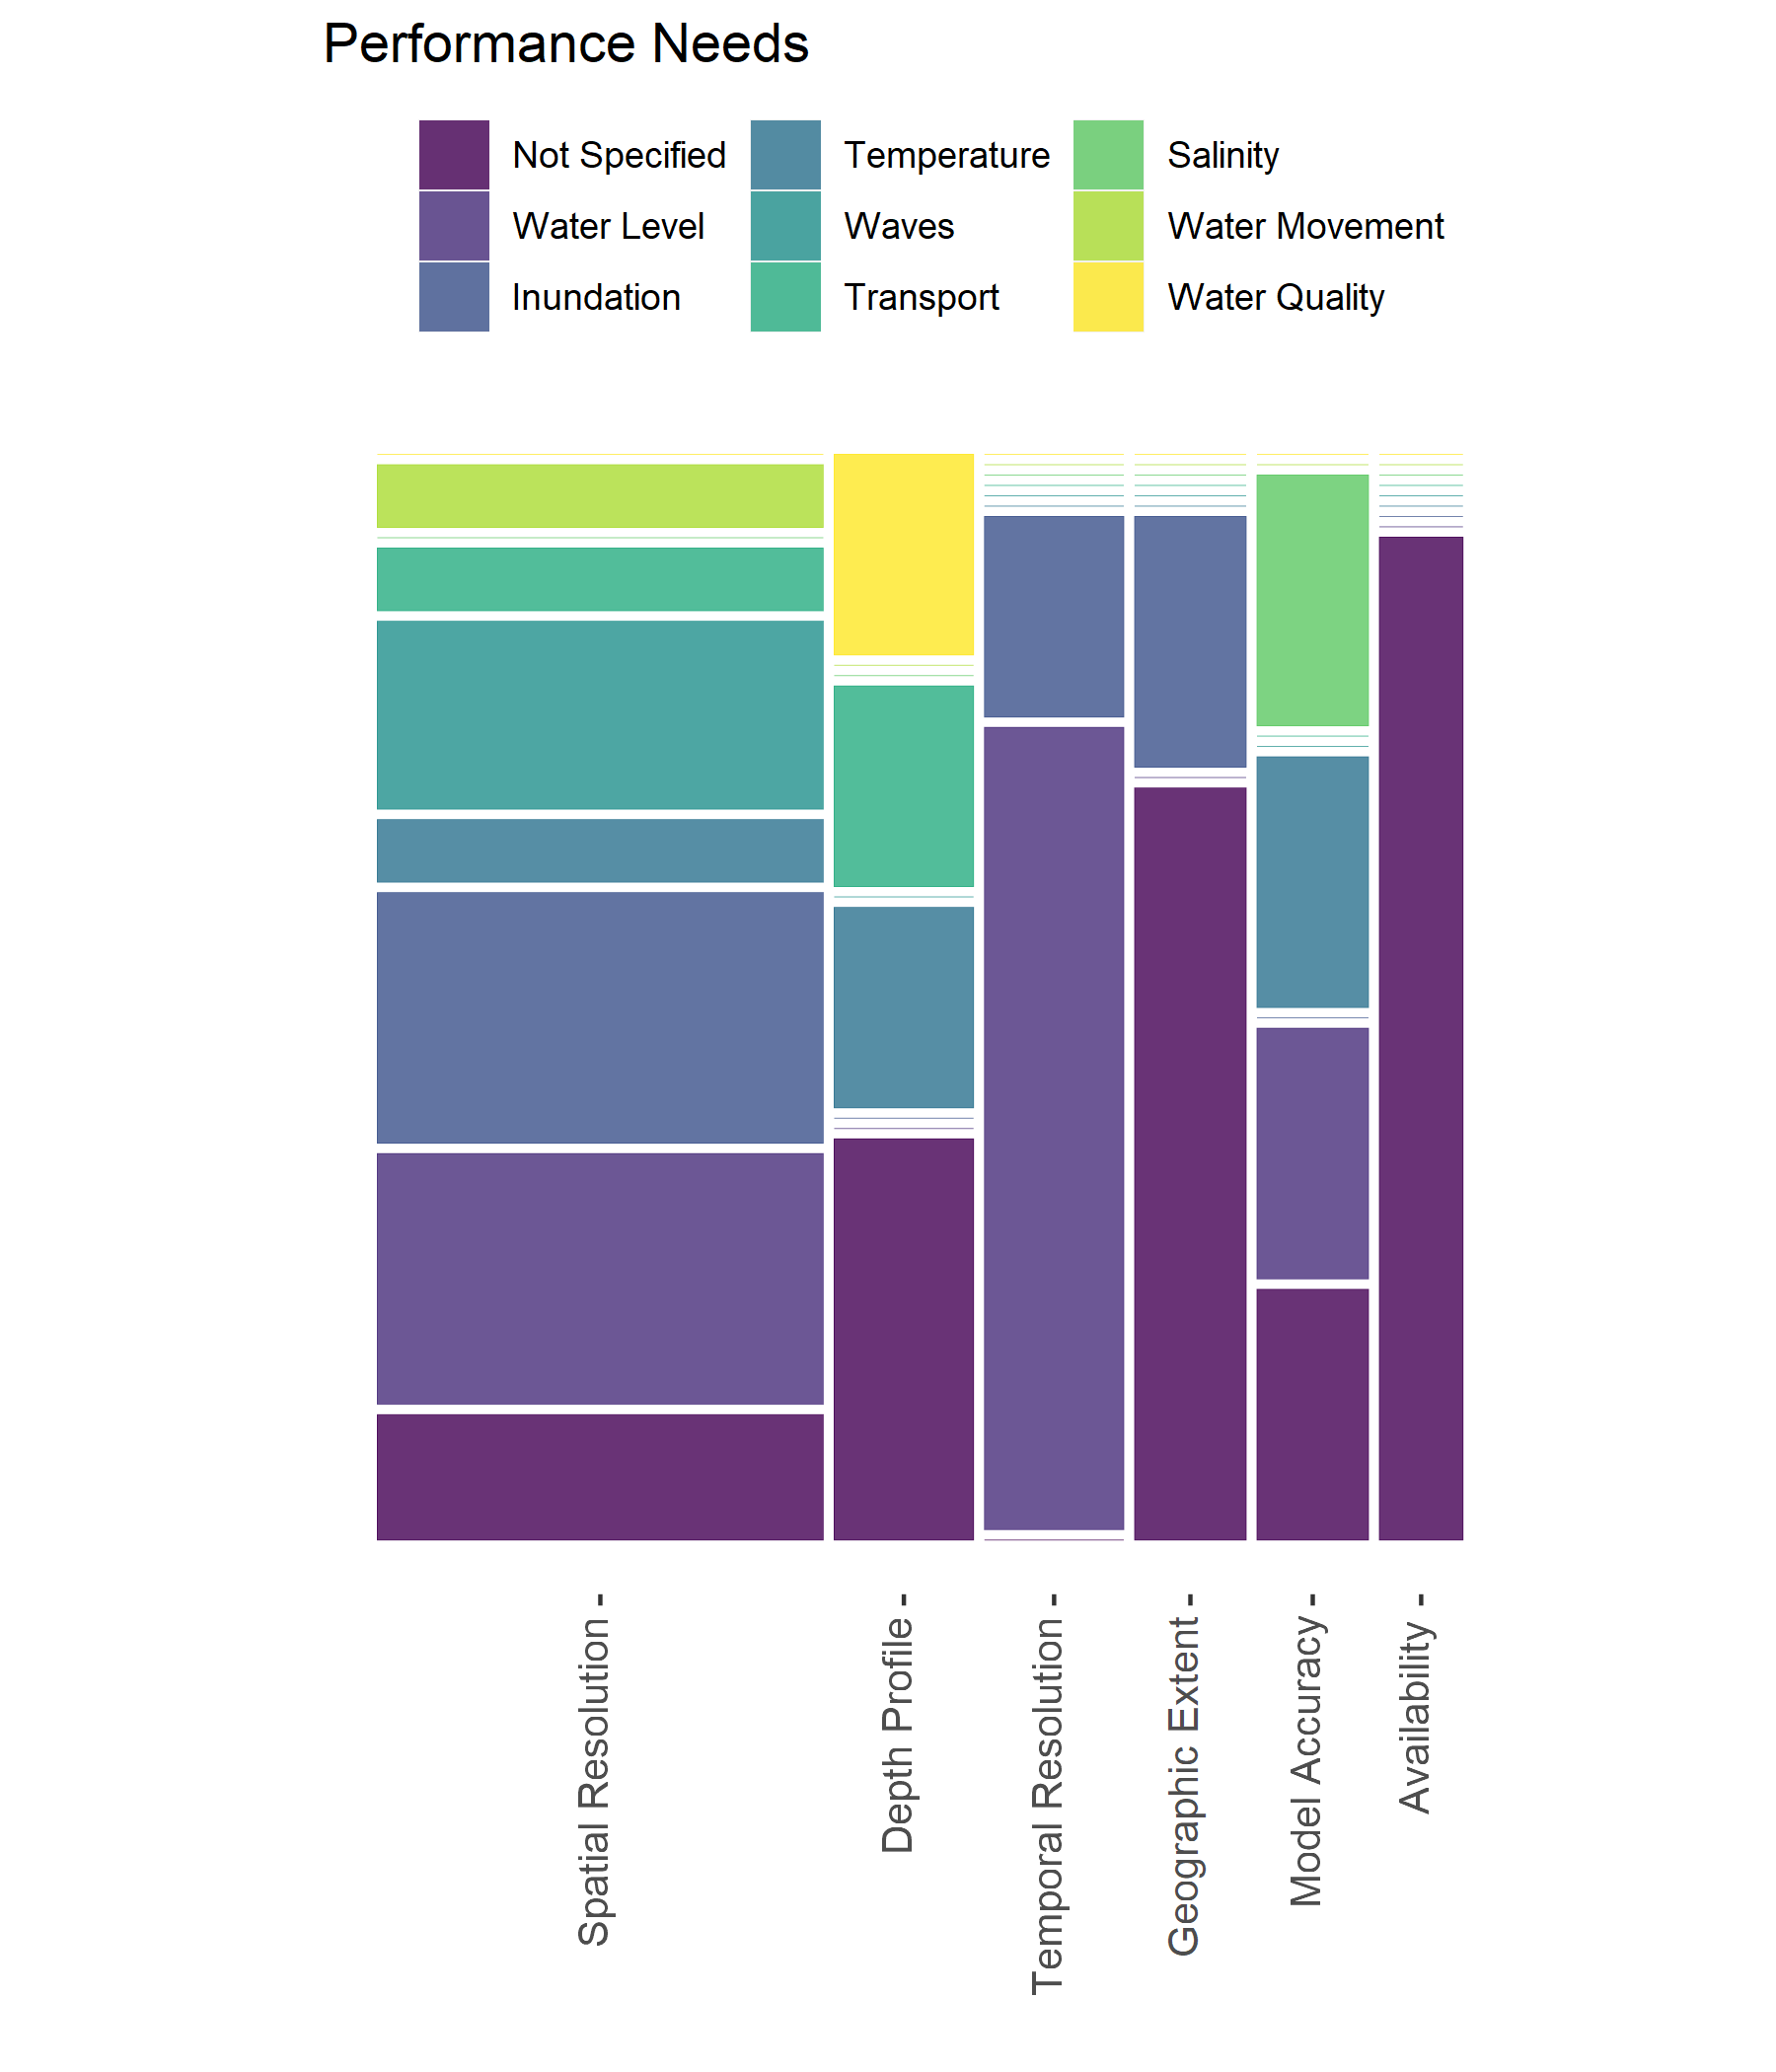 Performance Needs
Not Specified
Temperature
Salinity
Water Level
Waves
Water Movement
Inundation
Transport
Water Quality
Spatial Resolution
Depth Profile
Temporal Resolution
Geographic Extent
Model Accuracy
Availability